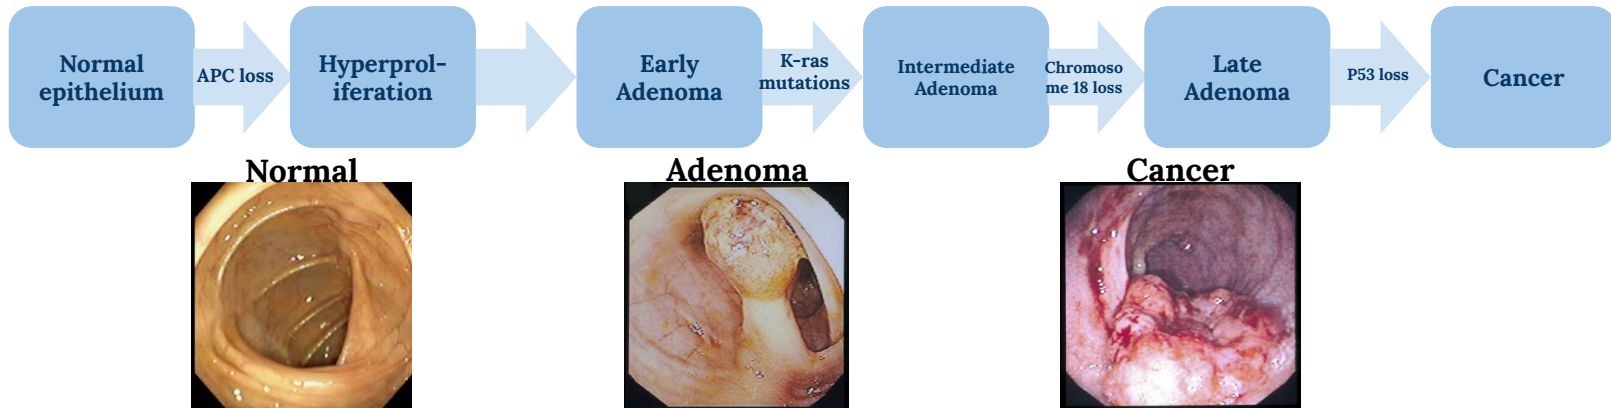 Normal
epithelium
APC loss
Hyperprol-
iferation
Early
Adenoma
K-ras
mutations
Intermediate
Adenoma
Chromoso
me 18 loss
Late
Adenoma
P53 loss
Cancer
Normal
Adenoma
Cancer